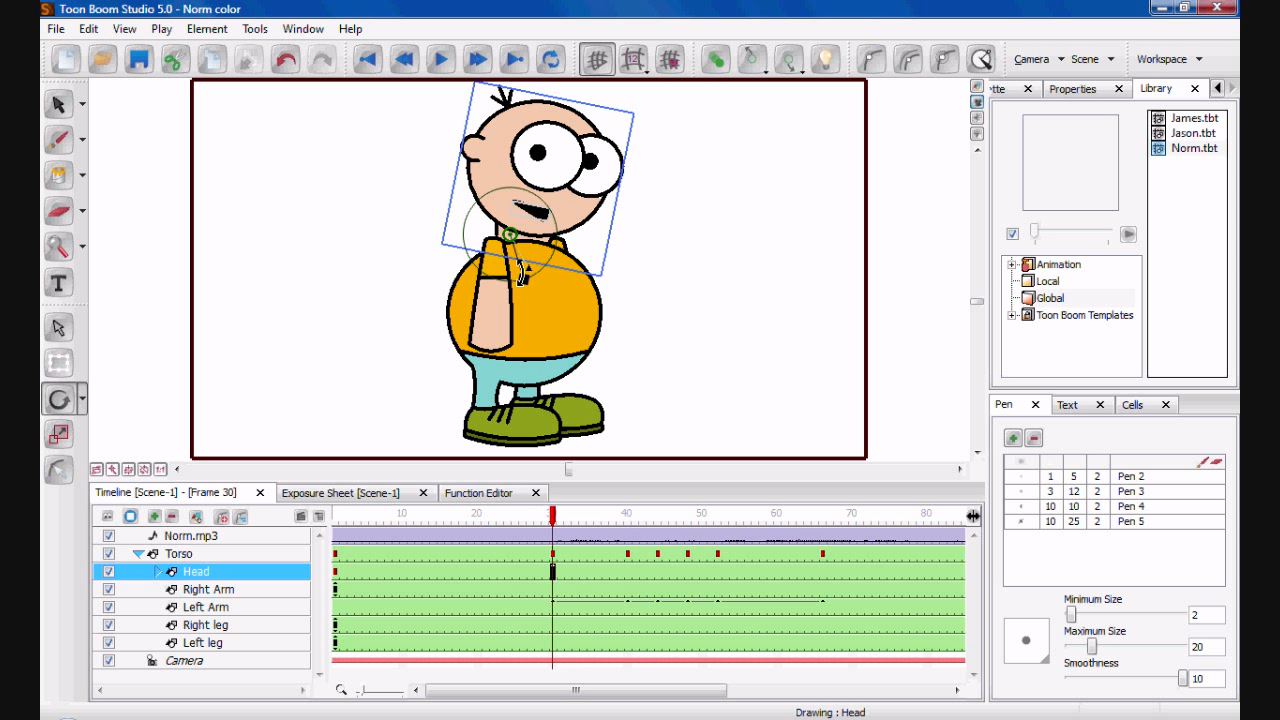 Toon Boom Studio 5.0 - Norm color
File Edit View Play Element Tools Window Help
12
Camera Scene Workspace
tte Properties Library
T
James.tbt
Jason.tbt
Norm.tbt
Animation
Local
Global
Toon Boom Templates
1:1
Pen Text Cells
1 5 2 Pen 2
3 12 2 Pen 3
10 10 2 Pen 4
10 25 2 Pen 5
Minimum Size
2
Maximum Size
20
Smoothness
10
Timeline [Scene-1] - [Frame 30] Exposure Sheet [Scene-1] Function Editor
10 20 40 50 60 70 80
Norm.mp3
Torso
Head
Right Arm
Left Arm
Right leg
Left leg
Camera
Drawing : Head